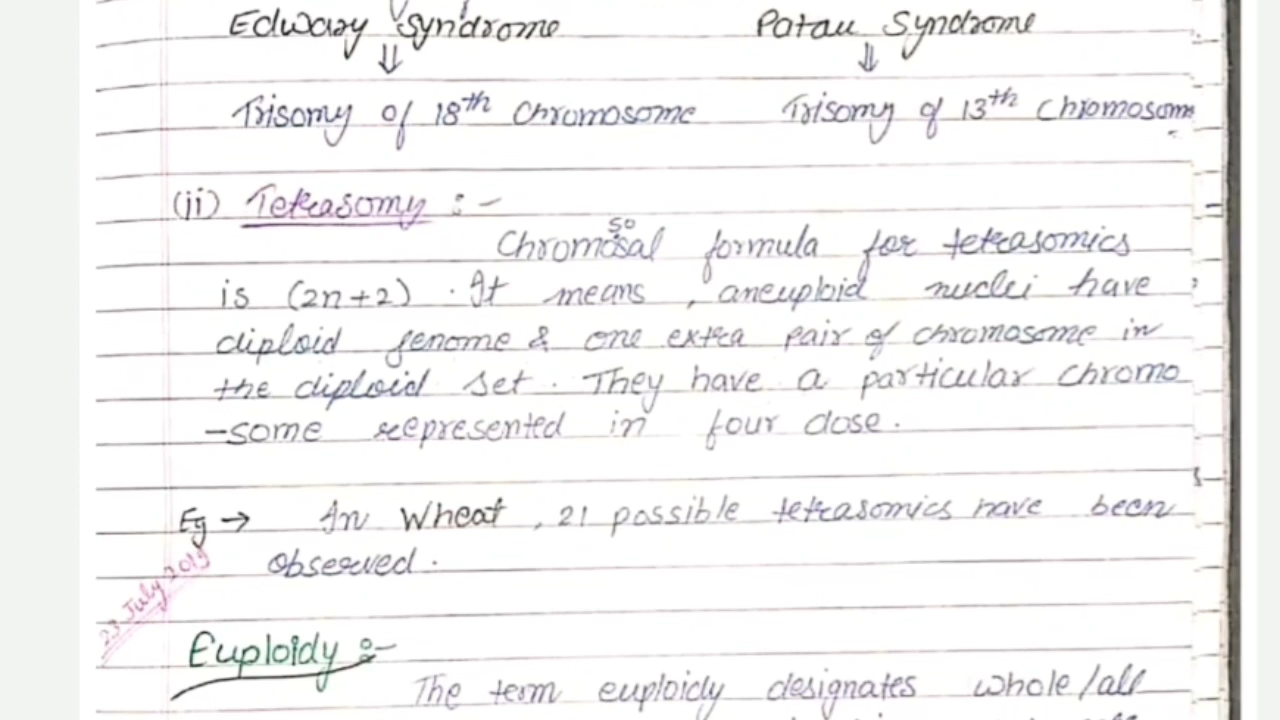 Edwary Syndrome Patau Syndrome
⇓ ⇓
Trisomy of 18th Chromosome Trisomy of 13th Chromosom
(ii) Tetrasomy :-
Chromososal formula for tetrasomics
is (2n+2) . It means , aneuploid nuclei have
diploid genome & one extra pair of chromosome in
the diploid set . They have a particular chromo
-some represented in four dose .
Eg → In Wheat , 21 possible tetrasomics have been
observed .
23 July 2019
Euploidy :-
The term euploidy designates whole/all